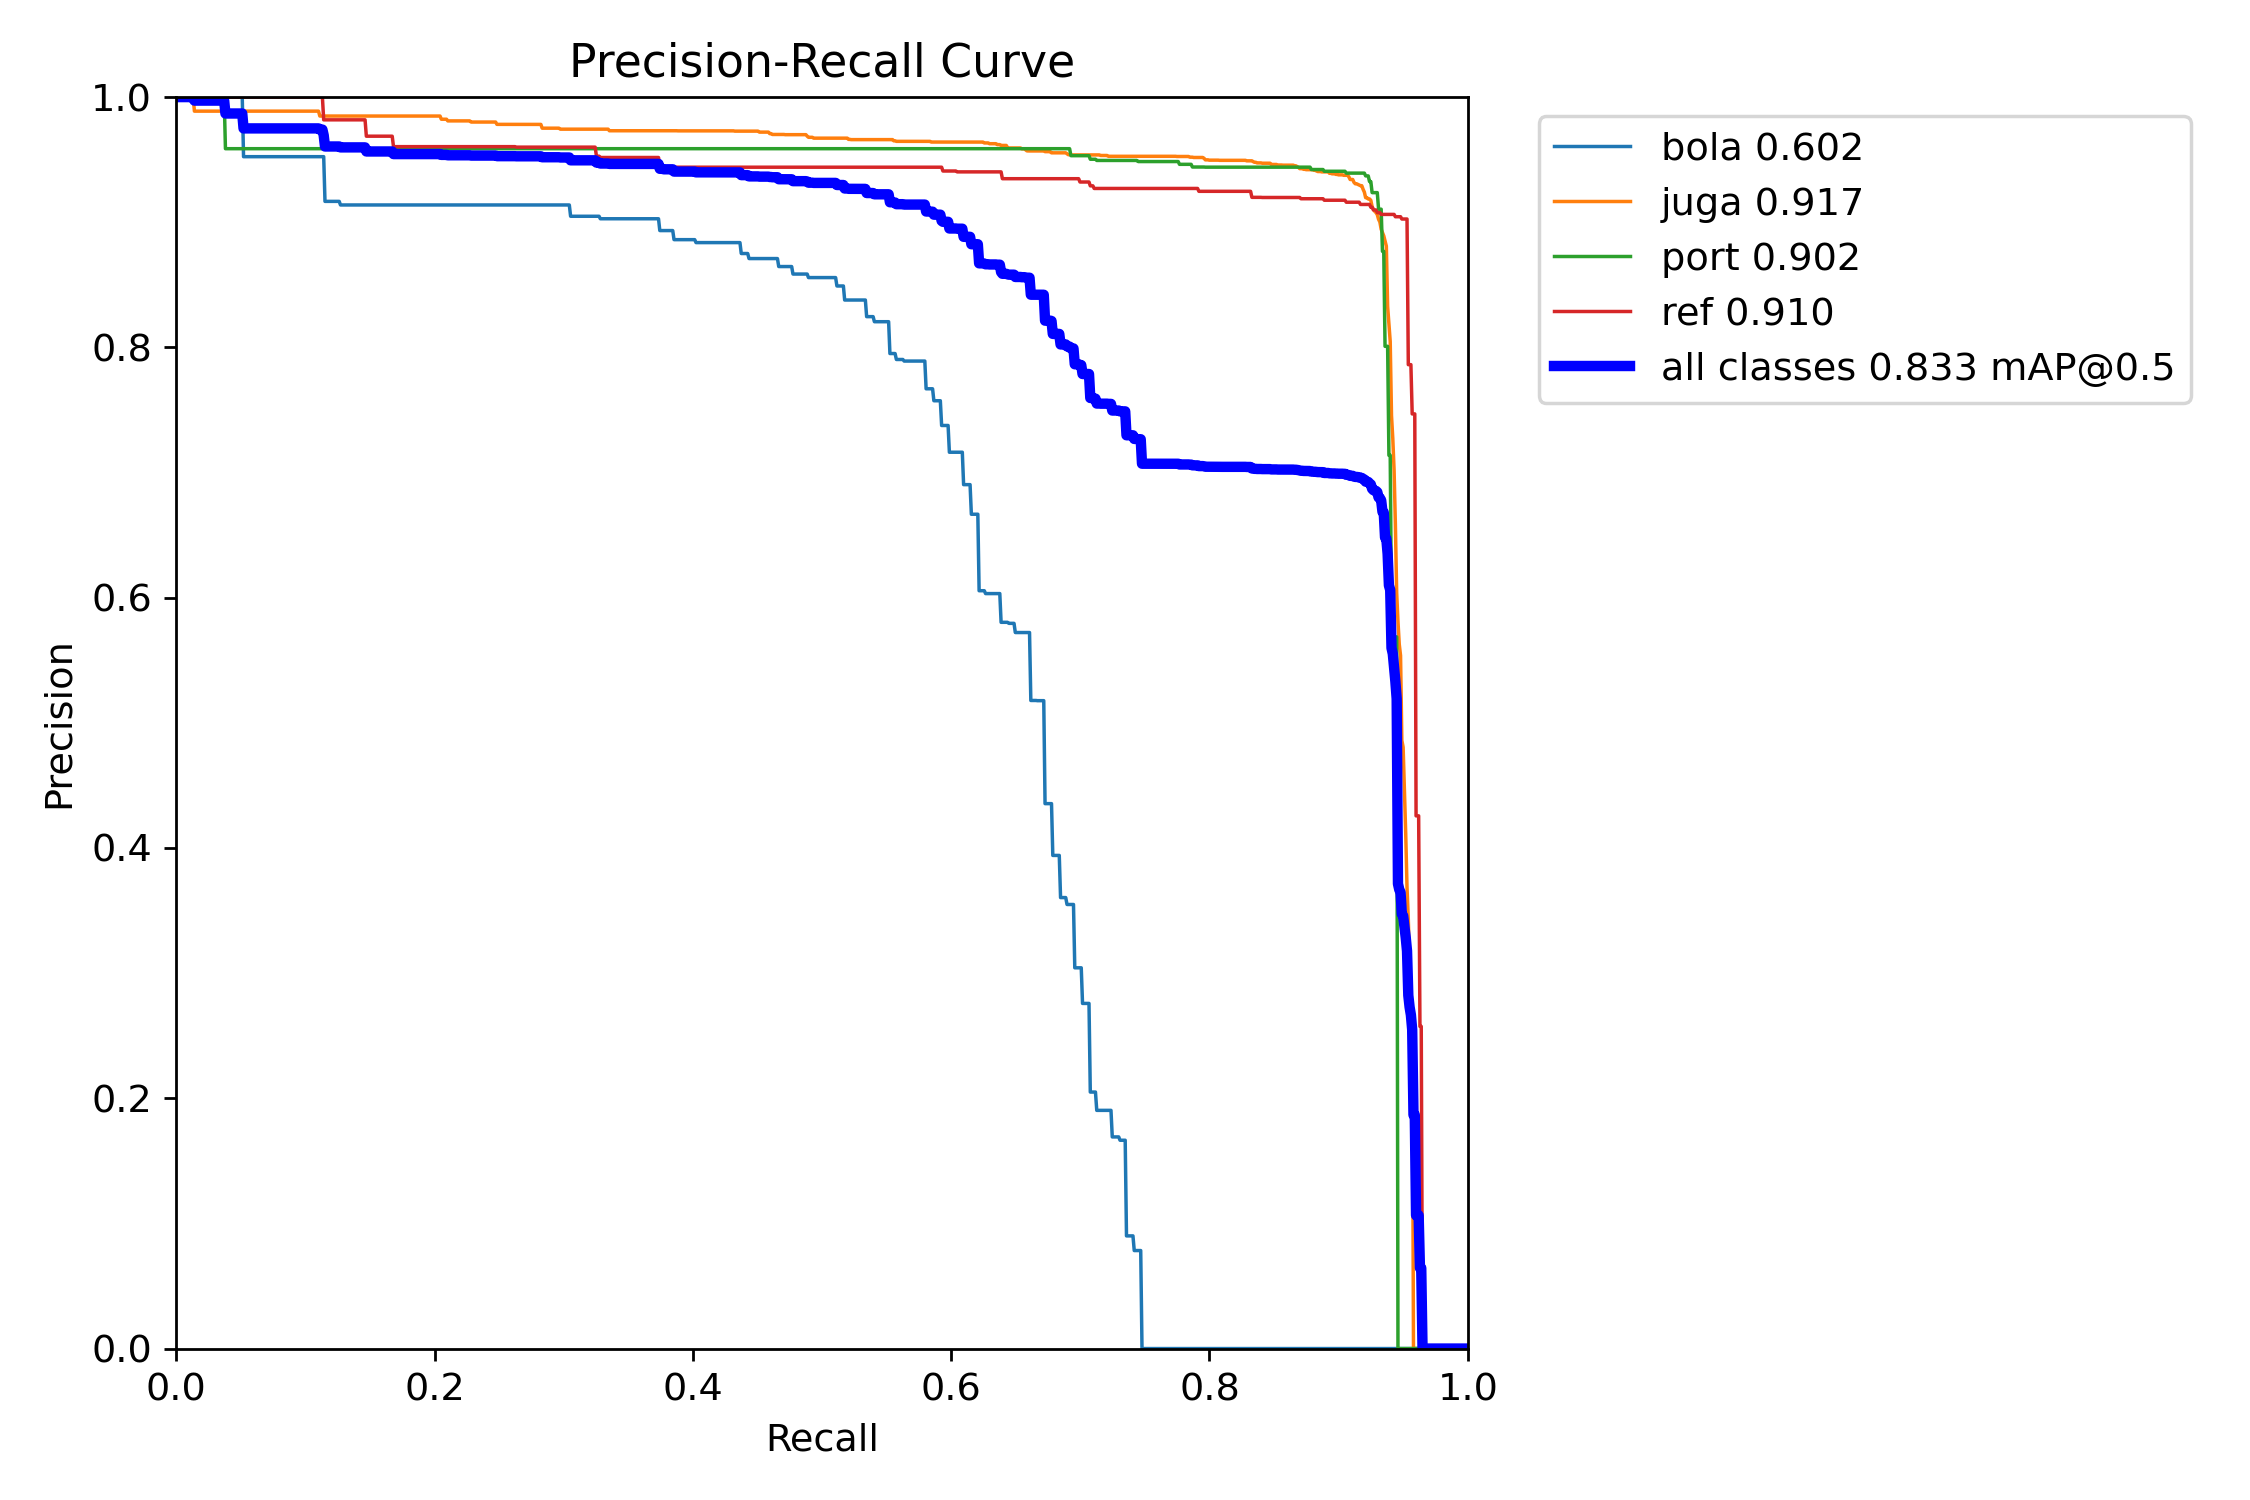 Precision-Recall Curve
1.0
0.8
0.6
0.4
0.2
0.0
Precision
0.0 0.2 0.4 0.6 0.8 1.0
Recall
bola 0.602
juga 0.917
port 0.902
ref 0.910
all classes 0.833 mAP@0.5